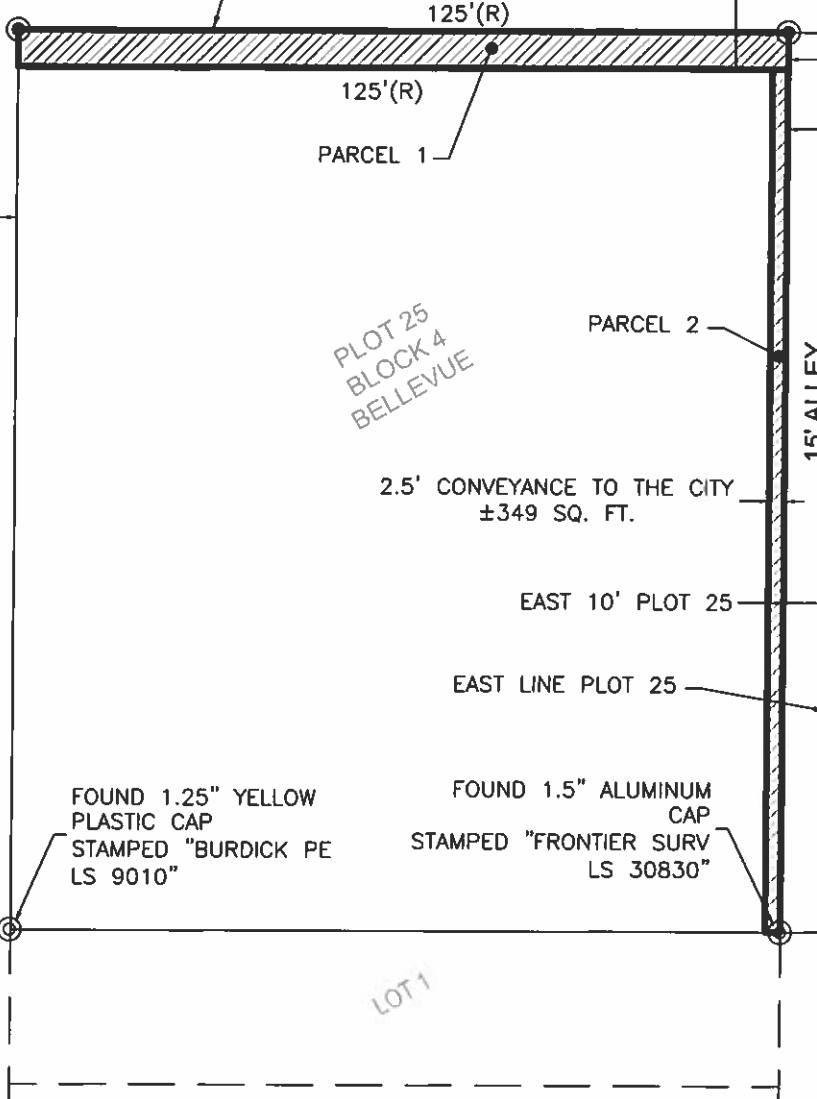 125'(R)
125'(R)
PARCEL 1
PLOT 25
BLOCK 4
BELLEVUE
PARCEL 2
15' ALLEY
2.5' CONVEYANCE TO THE CITY
±349 SQ. FT.
EAST 10' PLOT 25
EAST LINE PLOT 25
FOUND 1.25" YELLOW
PLASTIC CAP
STAMPED "BURDICK PE
LS 9010"
FOUND 1.5" ALUMINUM
CAP
STAMPED "FRONTIER SURV
LS 30830"
LOT 1